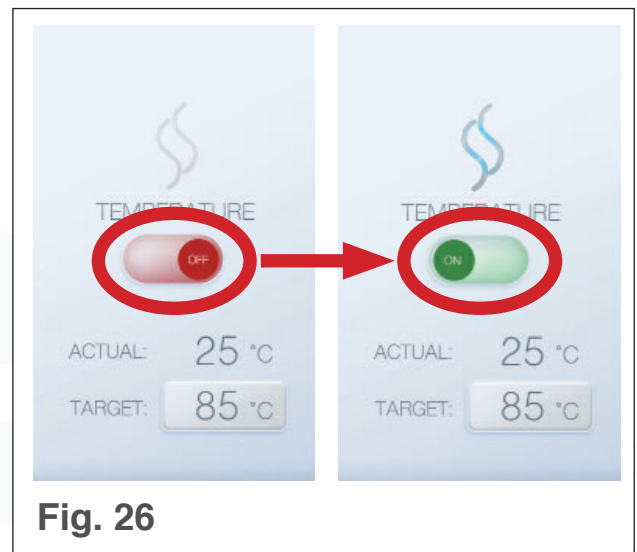 TEMPERATURE
OFF
ACTUAL: 25 °C
TARGET: 85 °C
TEMPERATURE
ON
ACTUAL: 25 °C
TARGET: 85 °C
Fig. 26